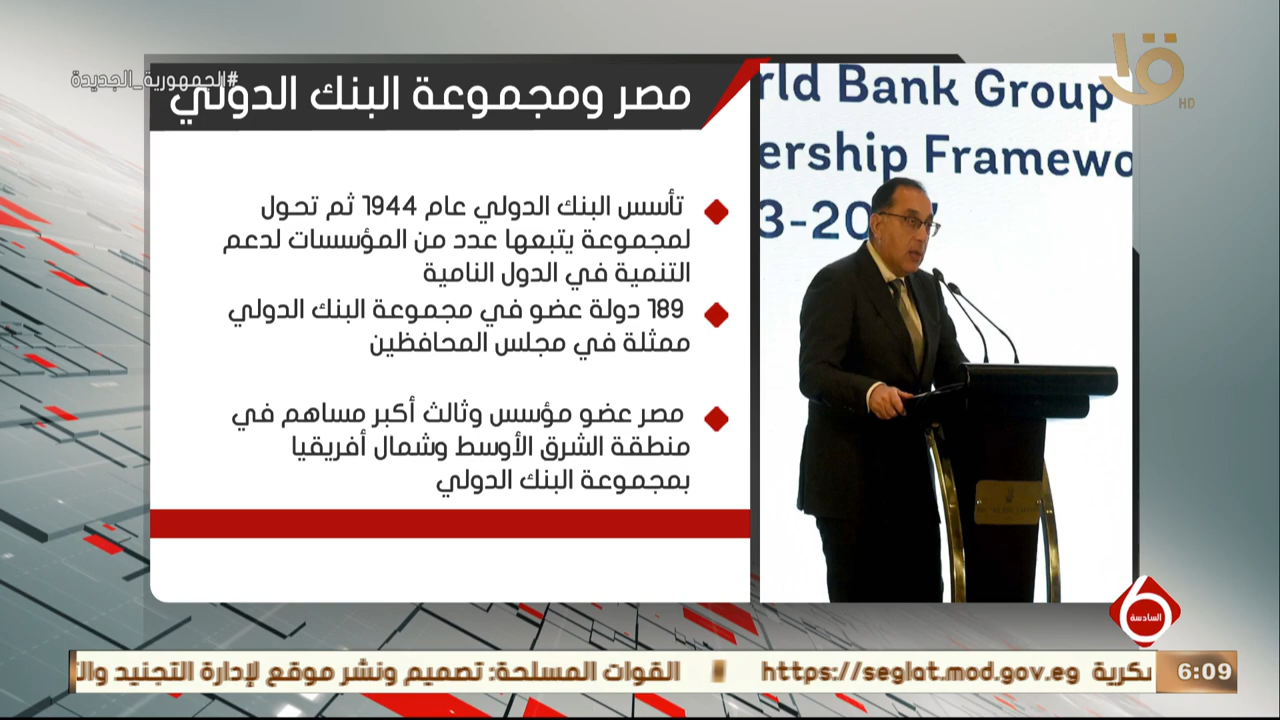 #الجمهورية_الجديدة
مصر ومجموعة البنك الدولي
تأسس البنك الدولي عام 1944 ثم تحول
لمجموعة يتبعها عدد من المؤسسات لدعم
التنمية في الدول النامية
189 دولة عضو في مجموعة البنك الدولي
ممثلة في مجلس المحافظين
مصر عضو مؤسس وثالث أكبر مساهم في
منطقة الشرق الأوسط وشمال أفريقيا
بمجموعة البنك الدولي
rld Bank Group
ership Framewo
3-20
HD
السادسة
6:09
كرية https://seglat.mod.gov.eg
القوات المسلحة: تصميم ونشر موقع لإدارة التجنيد وال